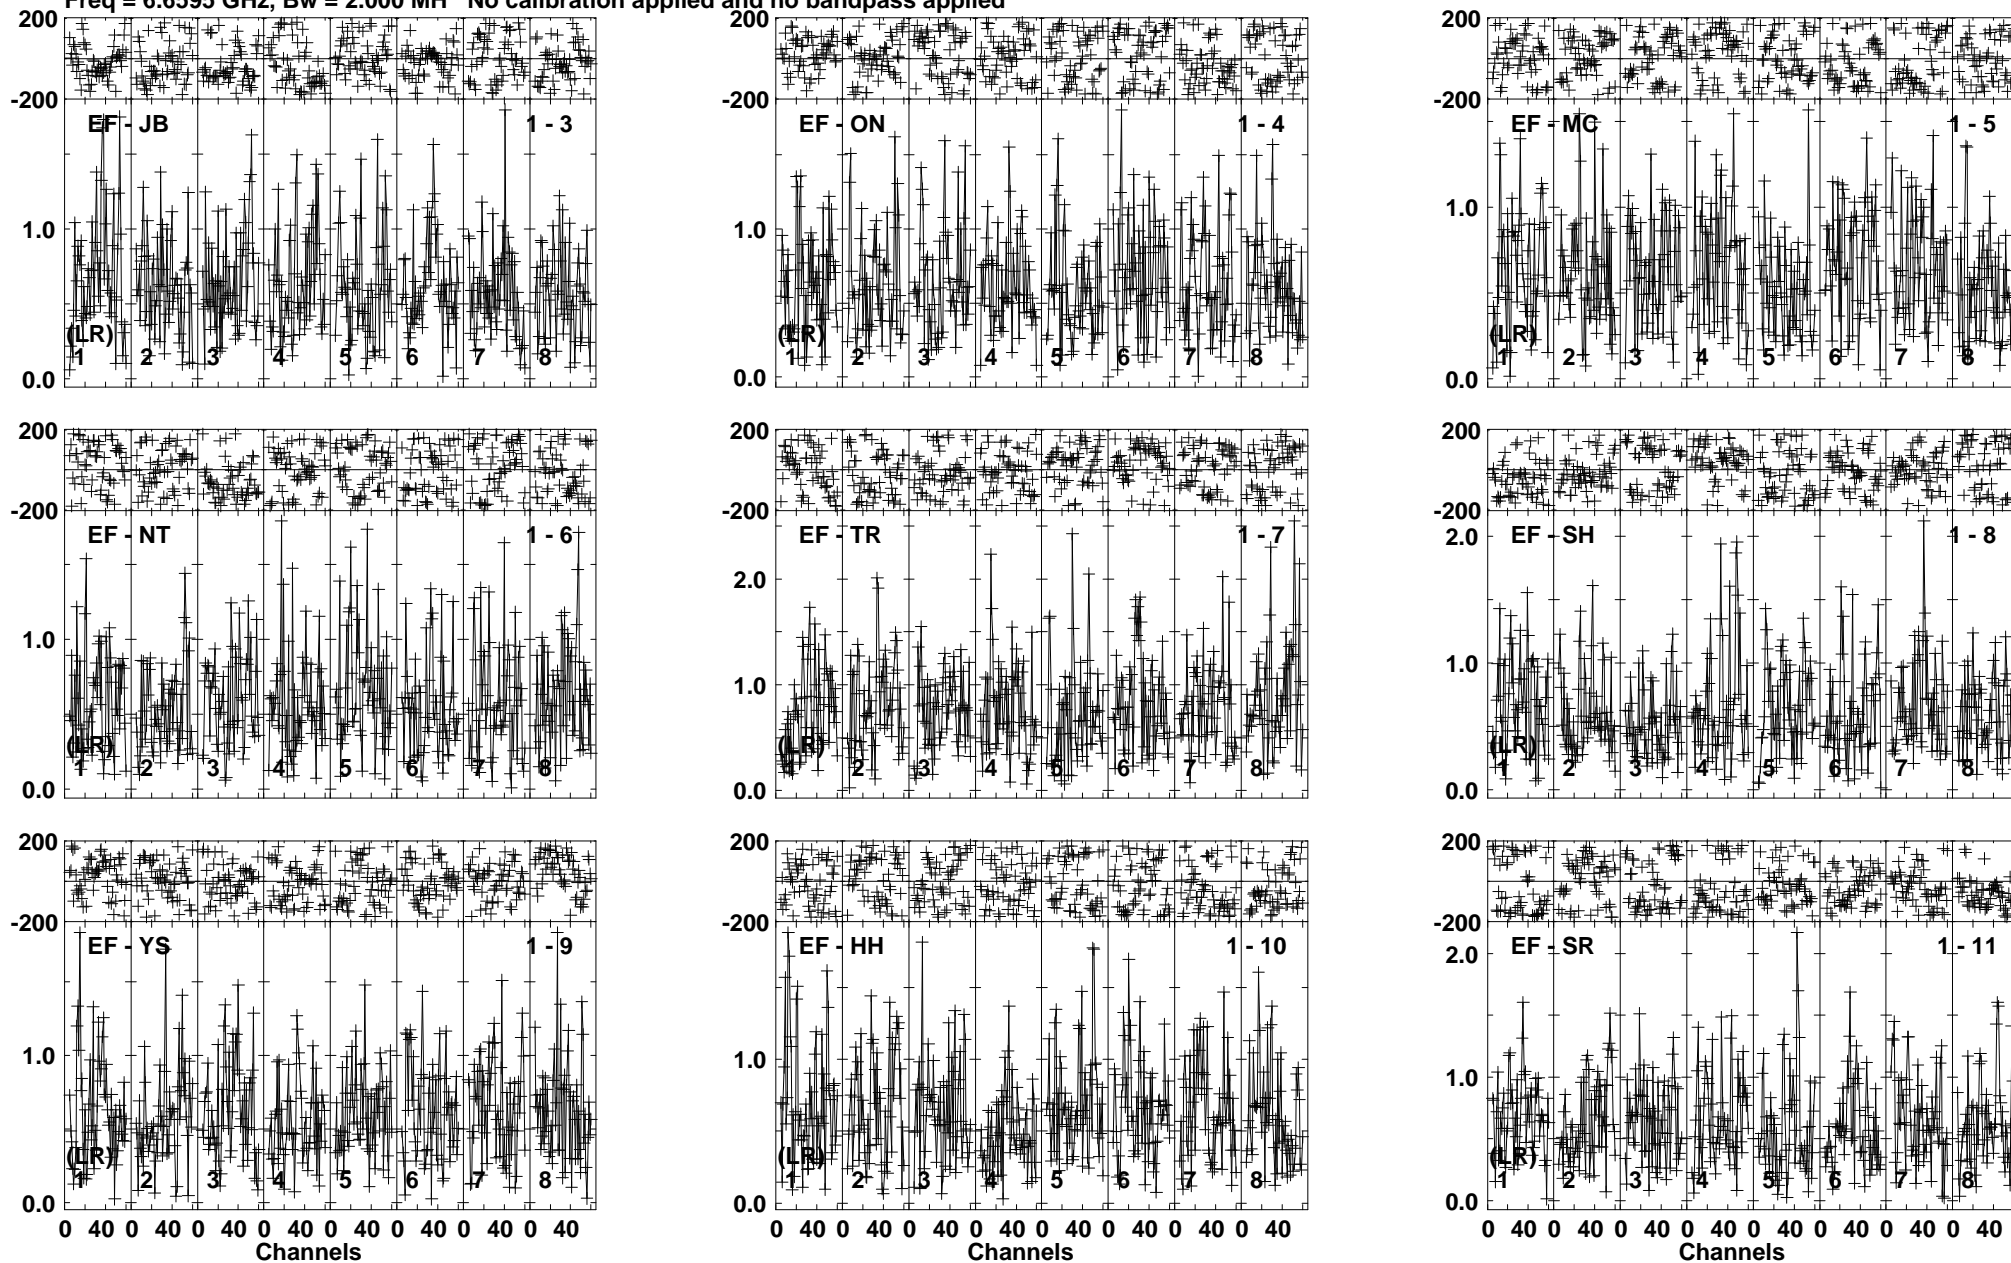 Freq = 6.6595 GHz, Bw = 2.000 MH   No calibration applied and no bandpass applied
200
-200
EF - JB 1 - 3
1.0
(LR)
1 2 3 4 5 6 7 8
0.0
200
-200
EF - ON 1 - 4
1.0
(LR)
1 2 3 4 5 6 7 8
0.0
200
-200
EF - MC 1 - 5
1.0
(LR)
1 2 3 4 5 6 7 8
0.0
200
-200
EF - NT 1 - 6
1.0
(LR)
1 2 3 4 5 6 7 8
0.0
200
-200
EF - TR 1 - 7
2.0
1.0
(LR)
1 2 3 4 5 6 7 8
0.0
200
-200
EF - SH 1 - 8
2.0
1.0
(LR)
1 2 3 4 5 6 7 8
0.0
200
-200
EF - YS 1 - 9
1.0
(LR)
1 2 3 4 5 6 7 8
0.0
0 40 0 40 0 40 0 40 0 40 0 40 0 40 0 40
Channels
200
-200
EF - HH 1 - 10
1.0
(LR)
1 2 3 4 5 6 7 8
0.0
0 40 0 40 0 40 0 40 0 40 0 40 0 40 0 40
Channels
200
-200
EF - SR 1 - 11
2.0
1.0
(LR)
1 2 3 4 5 6 7 8
0.0
0 40 0 40 0 40 0 40 0 40 0 40 0 40 0 40
Channels